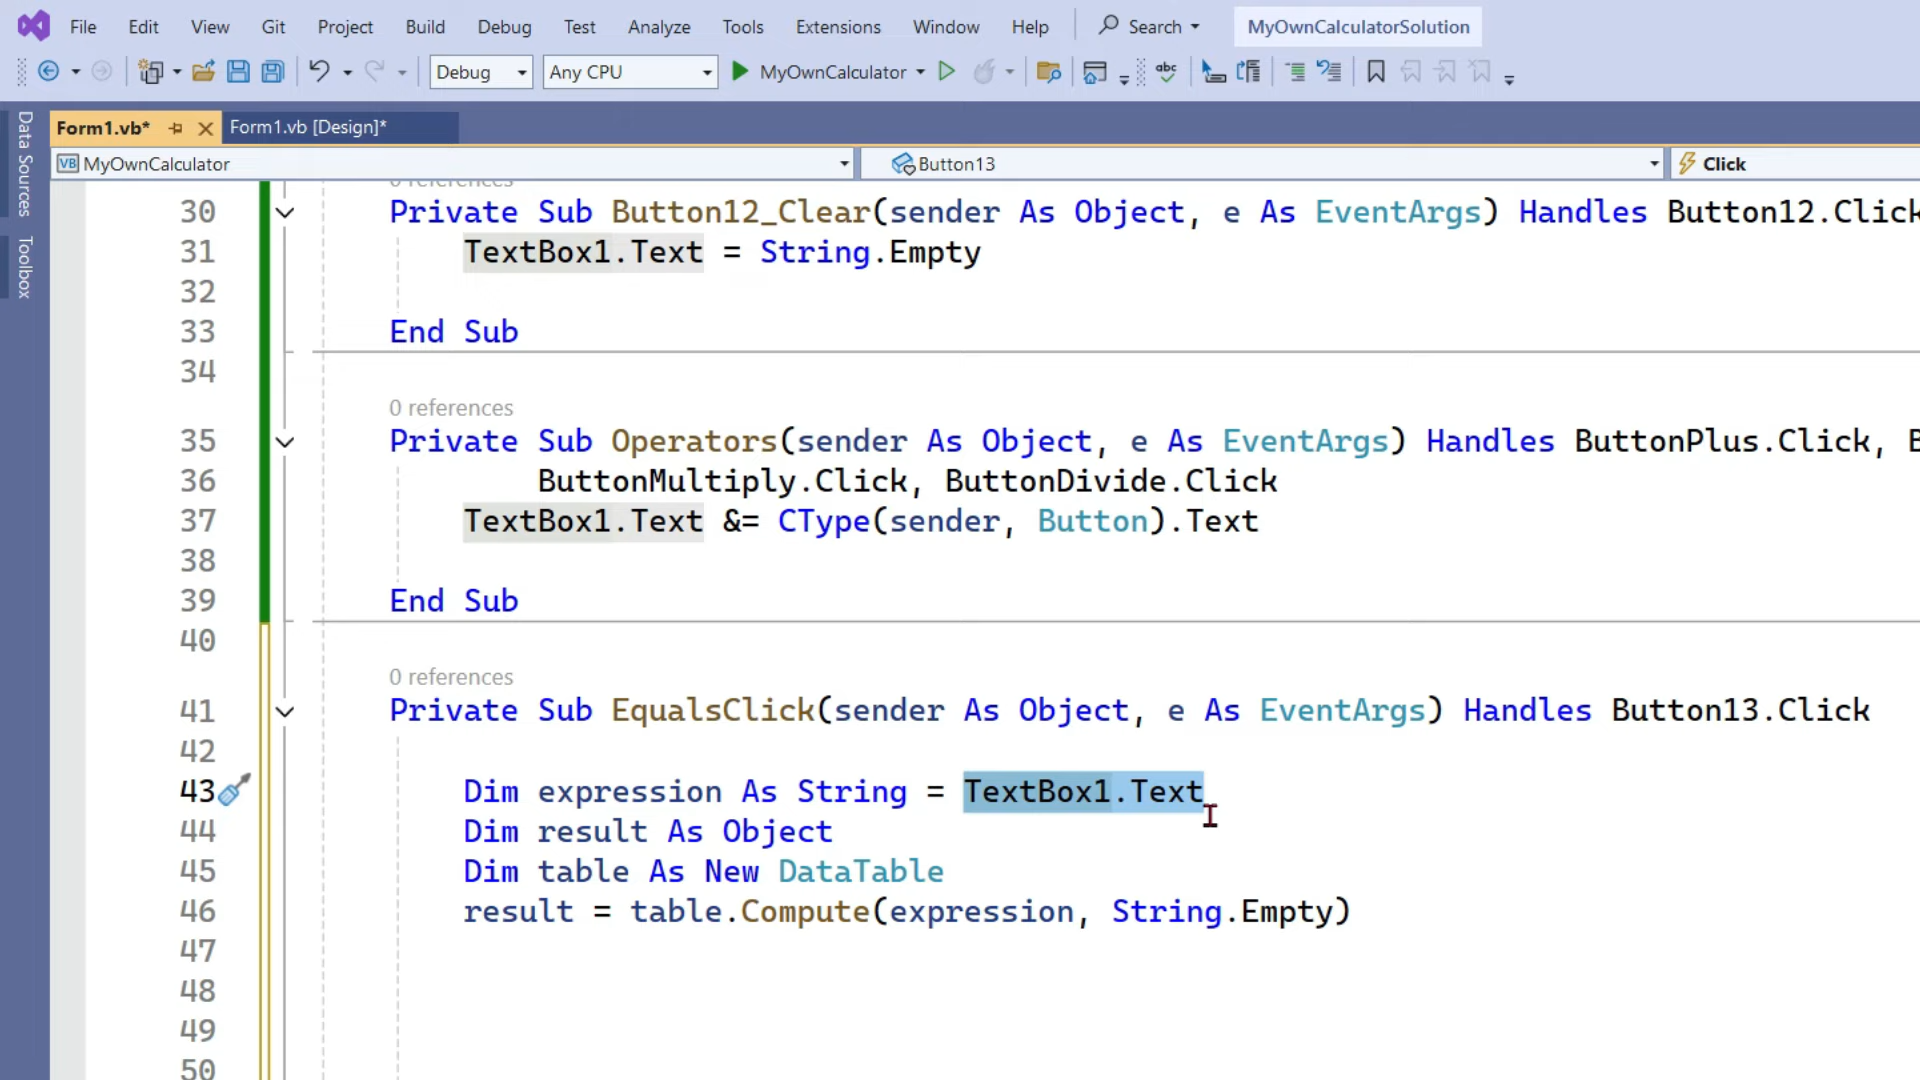 File Edit View Git Project Build Debug Test Analyze Tools Extensions Window Help Search MyOwnCalculatorSolution
Debug Any CPU MyOwnCalculator abc
Form1.vb* Form1.vb [Design]*
VB MyOwnCalculator Button13 Click
Data Sources
Toolbox
0 references
30 Private Sub Button12_Clear(sender As Object, e As EventArgs) Handles Button12.Click
31 TextBox1.Text = String.Empty
32
33 End Sub
34
0 references
35 Private Sub Operators(sender As Object, e As EventArgs) Handles ButtonPlus.Click, B
36 ButtonMultiply.Click, ButtonDivide.Click
37 TextBox1.Text &= CType(sender, Button).Text
38
39 End Sub
40
0 references
41 Private Sub EqualsClick(sender As Object, e As EventArgs) Handles Button13.Click
42
43 Dim expression As String = TextBox1.Text
44 Dim result As Object
45 Dim table As New DataTable
46 result = table.Compute(expression, String.Empty)
47
48
49
50